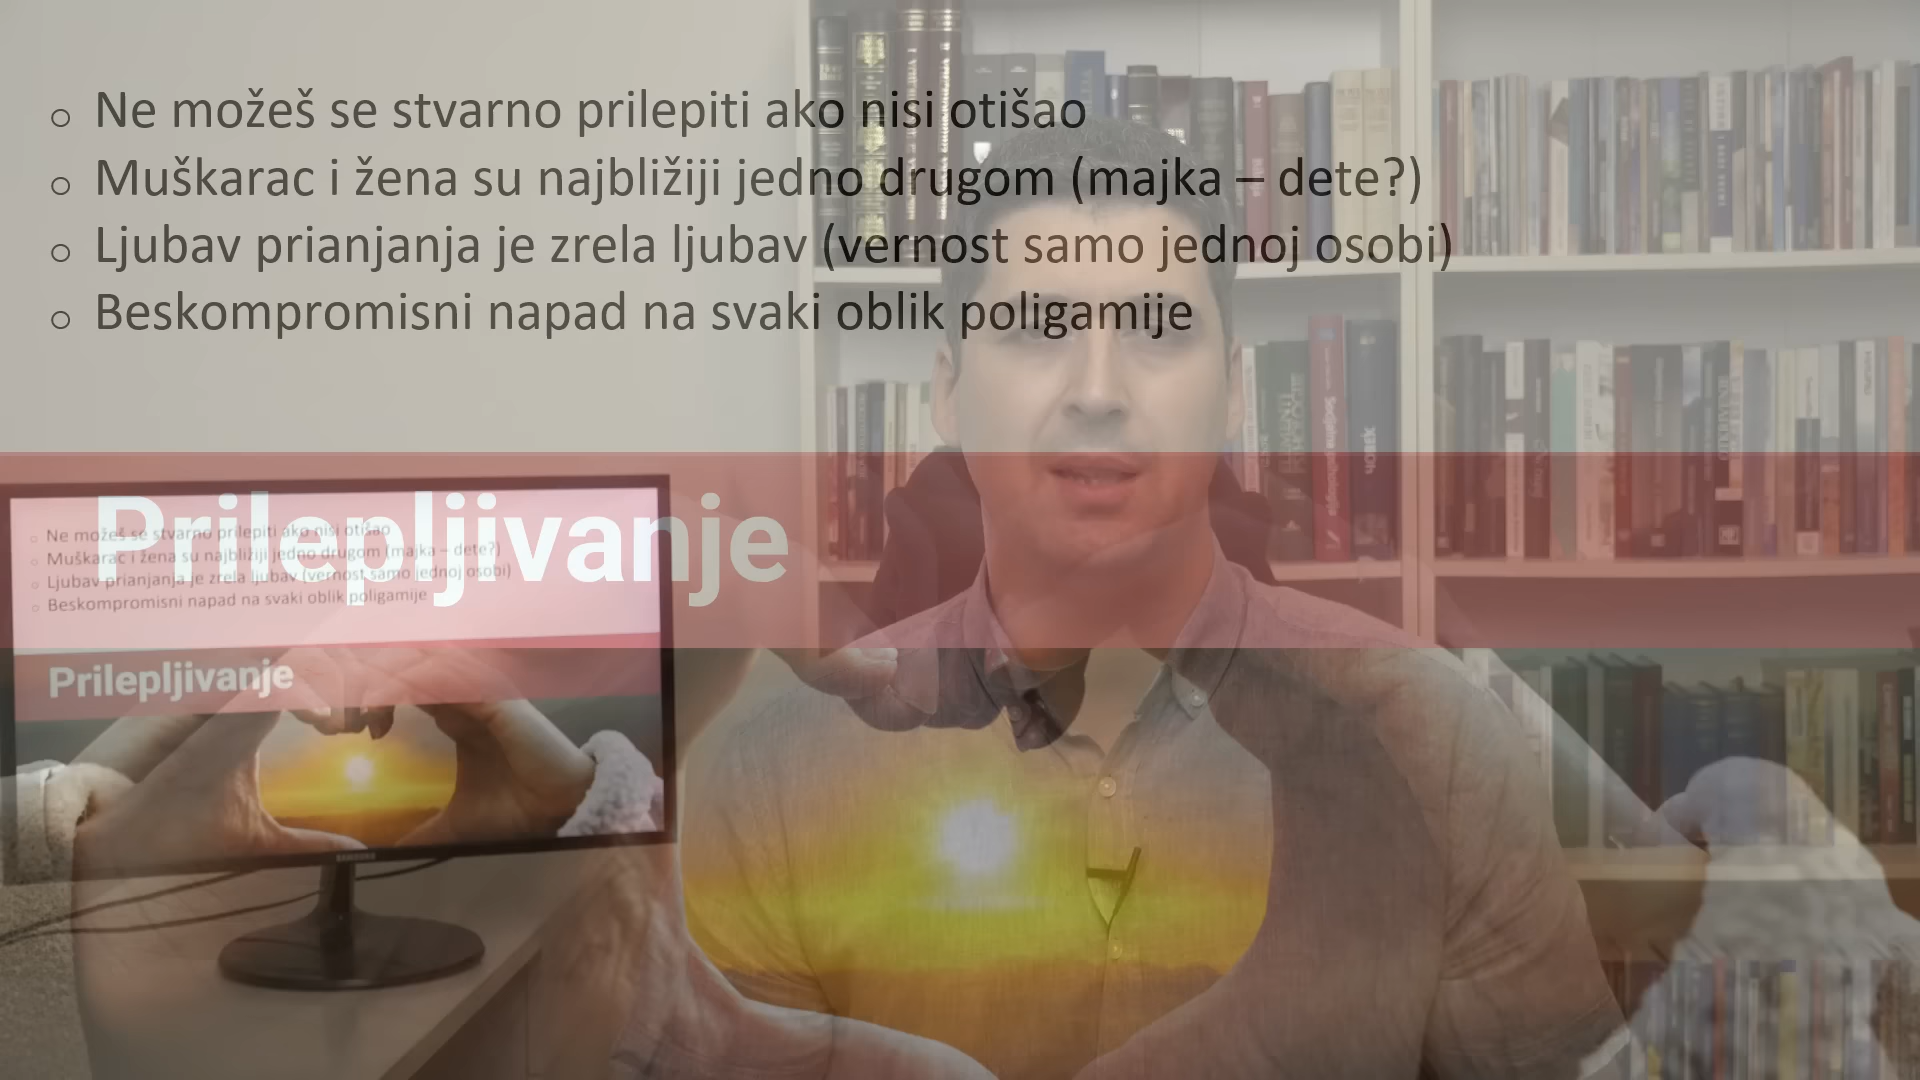 Ne možeš se stvarno prilepiti ako nisi otišao
Muškarac i žena su najbližiji jedno drugom (majka – dete?)
Ljubav prianjanja je zrela ljubav (vernost samo jednoj osobi)
Beskompromisni napad na svaki oblik poligamije
Prilepljivanje
Ne možeš se stvarno prilepiti ako nisi otišao
Muškarac i žena su najbližiji jedno drugom (majka – dete?)
Ljubav prianjanja je zrela ljubav (vernost samo jednoj osobi)
Beskompromisni napad na svaki oblik poligamije
Prilepljivanje
SAMSUNG
Socijalna psihologija